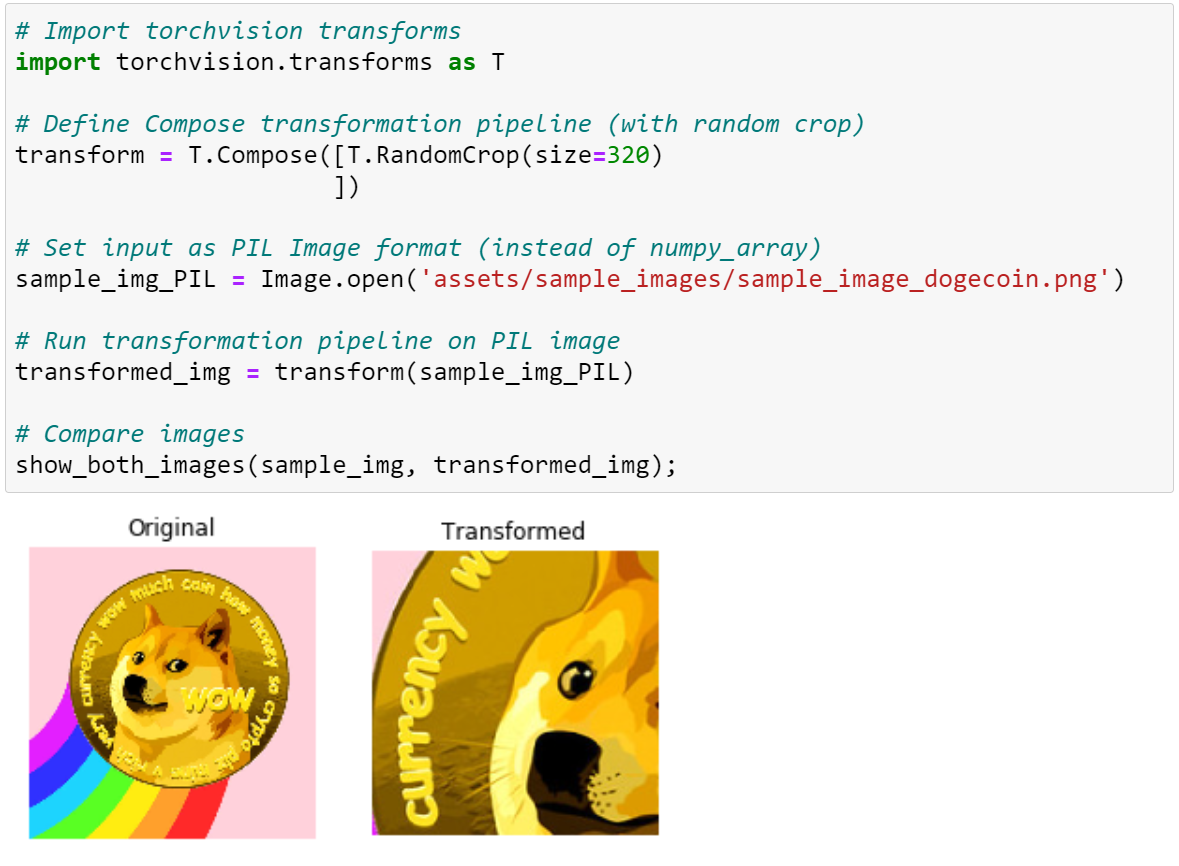 # Import torchvision transforms
import torchvision.transforms as T
# Define Compose transformation pipeline (with random crop)
transform = T.Compose([T.RandomCrop(size=320)
])
# Set input as PIL Image format (instead of numpy_array)
sample_img_PIL = Image.open('assets/sample_images/sample_image_dogecoin.png')
# Run transformation pipeline on PIL image
transformed_img = transform(sample_img_PIL)
# Compare images
show_both_images(sample_img, transformed_img);
Original
Transformed
very currency wow much coin how money so crypto
WOW
currency wo